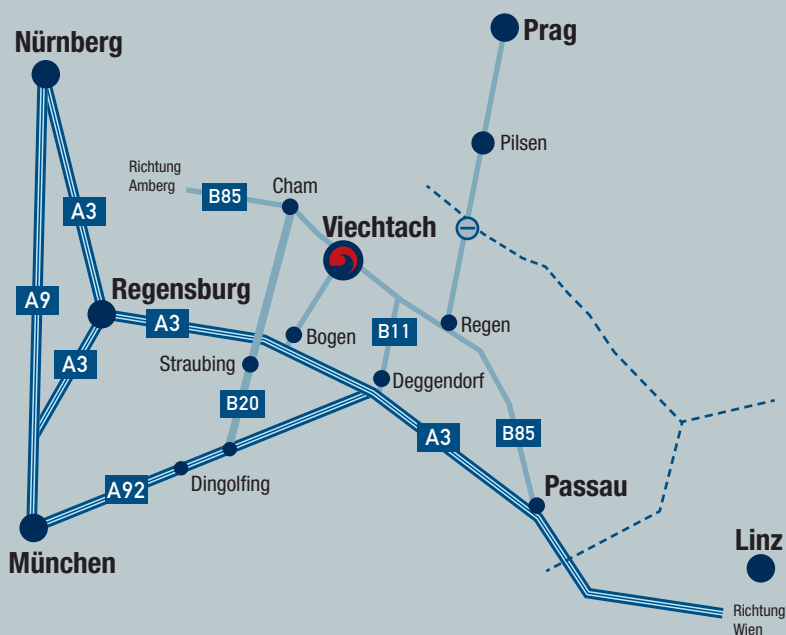 Prag
Nürnberg
Pilsen
Richtung
Amberg
B85
Cham
A3
Viechtach
Regensburg
A9
A3
Bogen
B11
Regen
A3
Straubing
Deggendorf
B20
A3
B85
A92
Dingolfing
Passau
München
Linz
Richtung
Wien